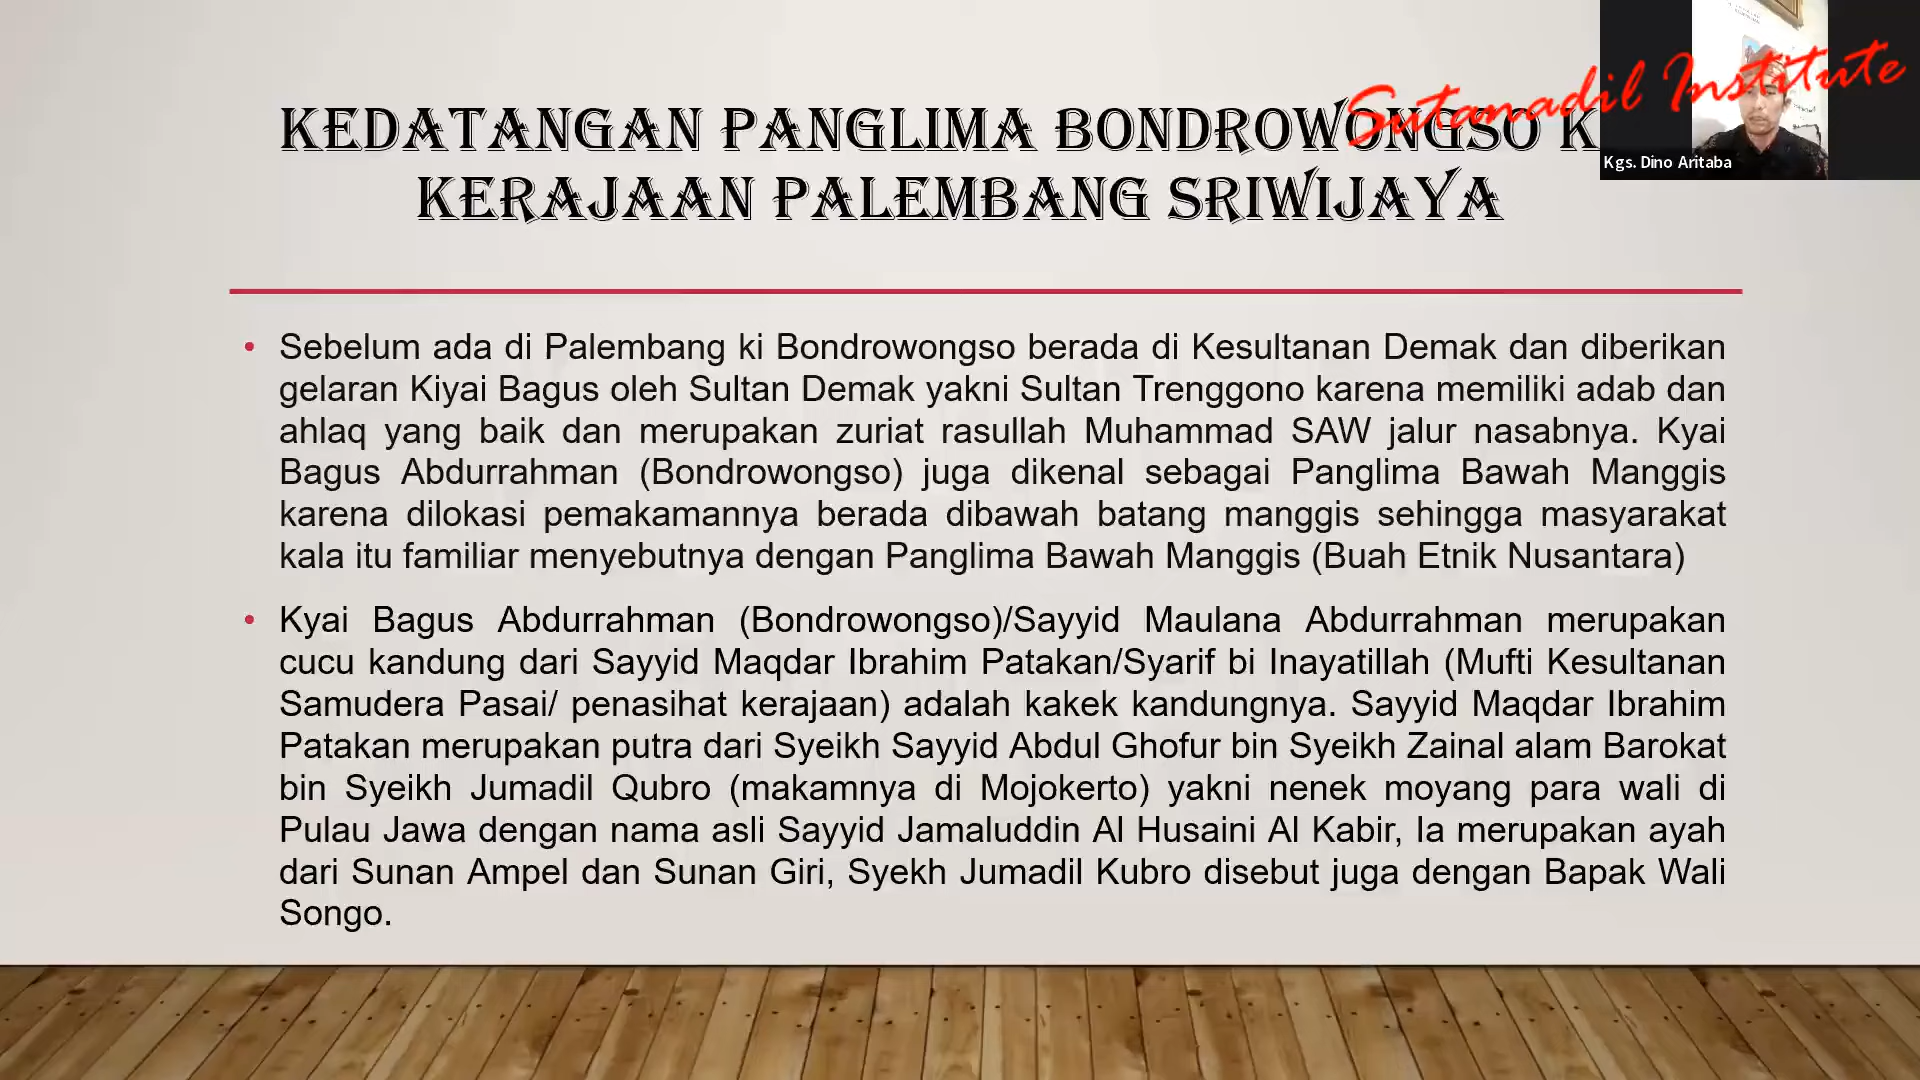 KEDATANGAN PANGLIMA BONDROWONGSO K
KERAJAAN PALEMBANG SRIWIJAYA
Sutanadil Institute
Kgs. Dino Aritaba
• Sebelum ada di Palembang ki Bondrowongso berada di Kesultanan Demak dan diberikan
gelaran Kiyai Bagus oleh Sultan Demak yakni Sultan Trenggono karena memiliki adab dan
ahlaq yang baik dan merupakan zuriat rasullah Muhammad SAW jalur nasabnya. Kyai
Bagus Abdurrahman (Bondrowongso) juga dikenal sebagai Panglima Bawah Manggis
karena dilokasi pemakamannya berada dibawah batang manggis sehingga masyarakat
kala itu familiar menyebutnya dengan Panglima Bawah Manggis (Buah Etnik Nusantara)
• Kyai Bagus Abdurrahman (Bondrowongso)/Sayyid Maulana Abdurrahman merupakan
cucu kandung dari Sayyid Maqdar Ibrahim Patakan/Syarif bi Inayatillah (Mufti Kesultanan
Samudera Pasai/ penasihat kerajaan) adalah kakek kandungnya. Sayyid Maqdar Ibrahim
Patakan merupakan putra dari Syeikh Sayyid Abdul Ghofur bin Syeikh Zainal alam Barokat
bin Syeikh Jumadil Qubro (makamnya di Mojokerto) yakni nenek moyang para wali di
Pulau Jawa dengan nama asli Sayyid Jamaluddin Al Husaini Al Kabir, Ia merupakan ayah
dari Sunan Ampel dan Sunan Giri, Syekh Jumadil Kubro disebut juga dengan Bapak Wali
Songo.